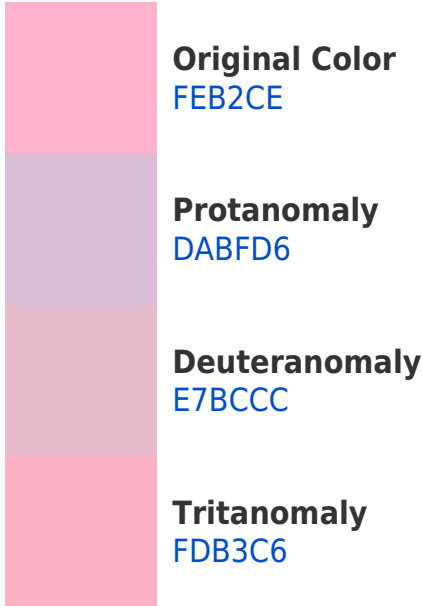 Original Color
FEB2CE
Protanomaly
DABFD6
Deuteranomaly
E7BCCC
Tritanomaly
FDB3C6